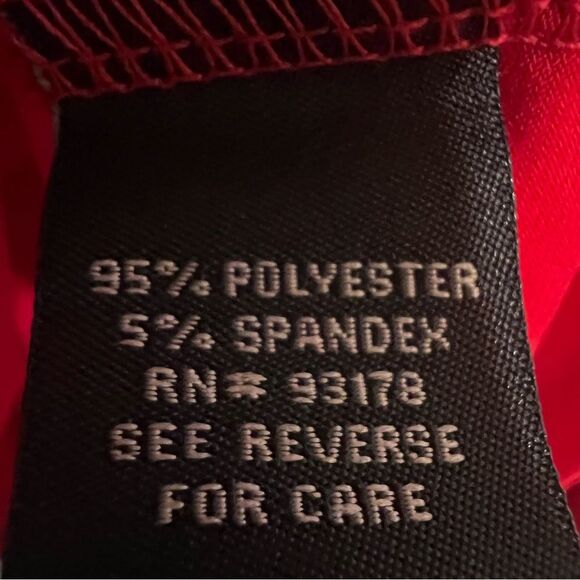 95% POLYESTER
5% SPANDEX
RN# 93178
SEE REVERSE
FOR CARE